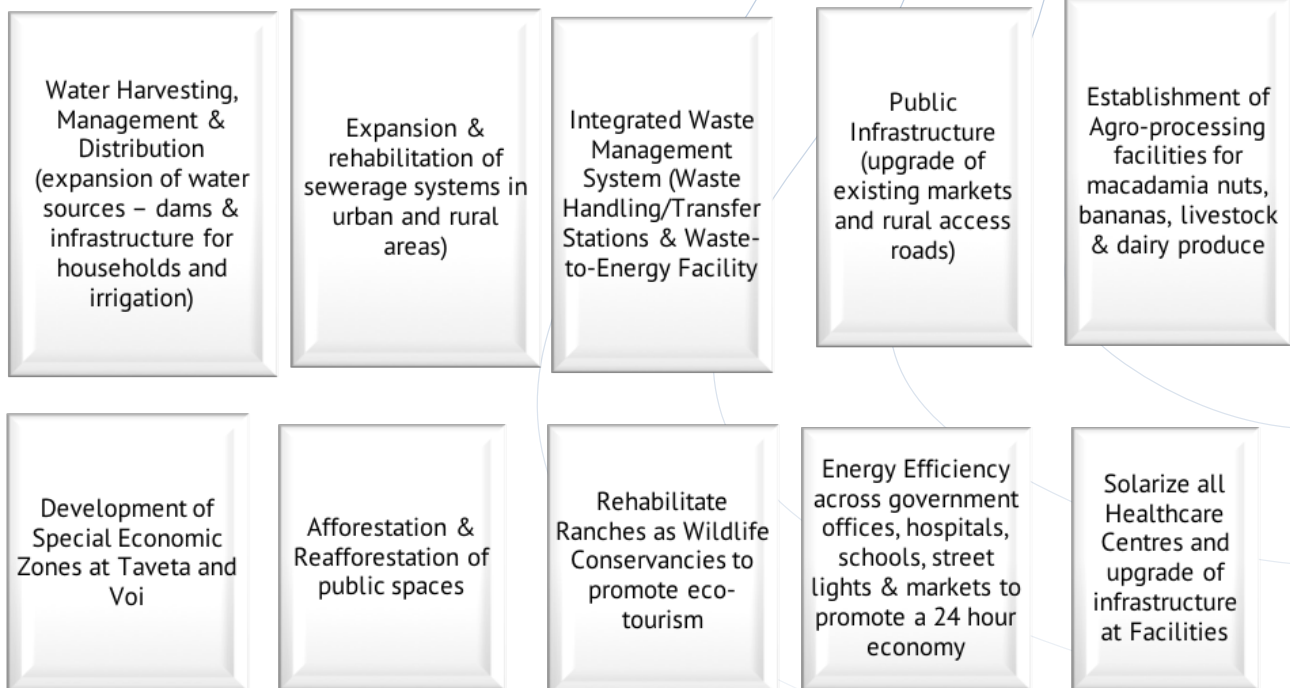 Water Harvesting,
Management &
Distribution
(expansion of water
sources – dams &
infrastructure for
households and
irrigation)
Expansion &
rehabilitation of
sewerage systems in
urban and rural
areas)
Integrated Waste
Management
System (Waste
Handling/Transfer
Stations & Waste-
to-Energy Facility
Public
Infrastructure
(upgrade of
existing markets
and rural access
roads)
Establishment of
Agro-processing
facilities for
macadamia nuts,
bananas, livestock
& dairy produce
Development of
Special Economic
Zones at Taveta and
Voi
Afforestation &
Reafforestation of
public spaces
Rehabilitate
Ranches as Wildlife
Conservancies to
promote eco-
tourism
Energy Efficiency
across government
offices, hospitals,
schools, street
lights & markets to
promote a 24 hour
economy
Solarize all
Healthcare
Centres and
upgrade of
infrastructure
at Facilities